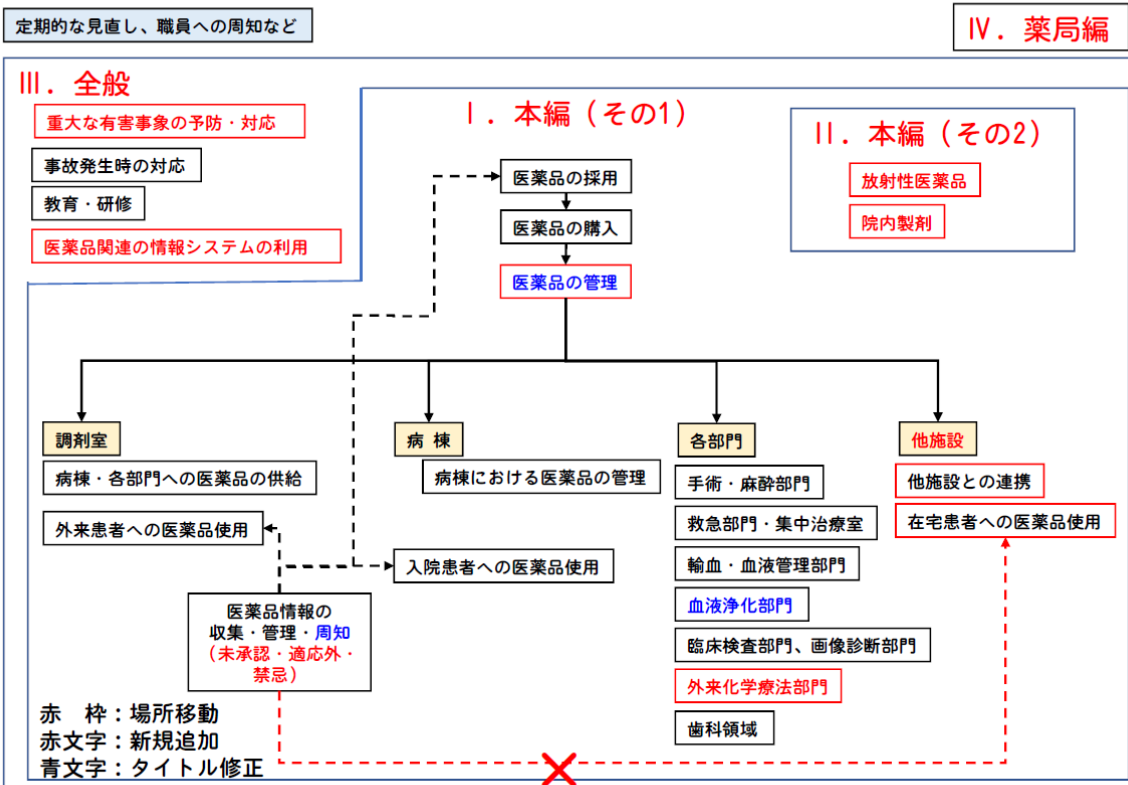 定期的な見直し、職員への周知など
Ⅳ．薬局編
Ⅲ．全般
重大な有害事象の予防・対応
事故発生時の対応
教育・研修
医薬品関連の情報システムの利用
Ⅰ．本編（その1）
医薬品の採用
医薬品の購入
医薬品の管理
Ⅱ．本編（その2）
放射性医薬品
院内製剤
調剤室
病棟・各部門への医薬品の供給
外来患者への医薬品使用
病 棟
病棟における医薬品の管理
入院患者への医薬品使用
各部門
手術・麻酔部門
救急部門・集中治療室
輸血・血液管理部門
血液浄化部門
臨床検査部門、画像診断部門
外来化学療法部門
歯科領域
他施設
他施設との連携
在宅患者への医薬品使用
医薬品情報の
収集・管理・周知
（未承認・適応外・
禁忌）
赤　枠：場所移動
赤文字：新規追加
青文字：タイトル修正